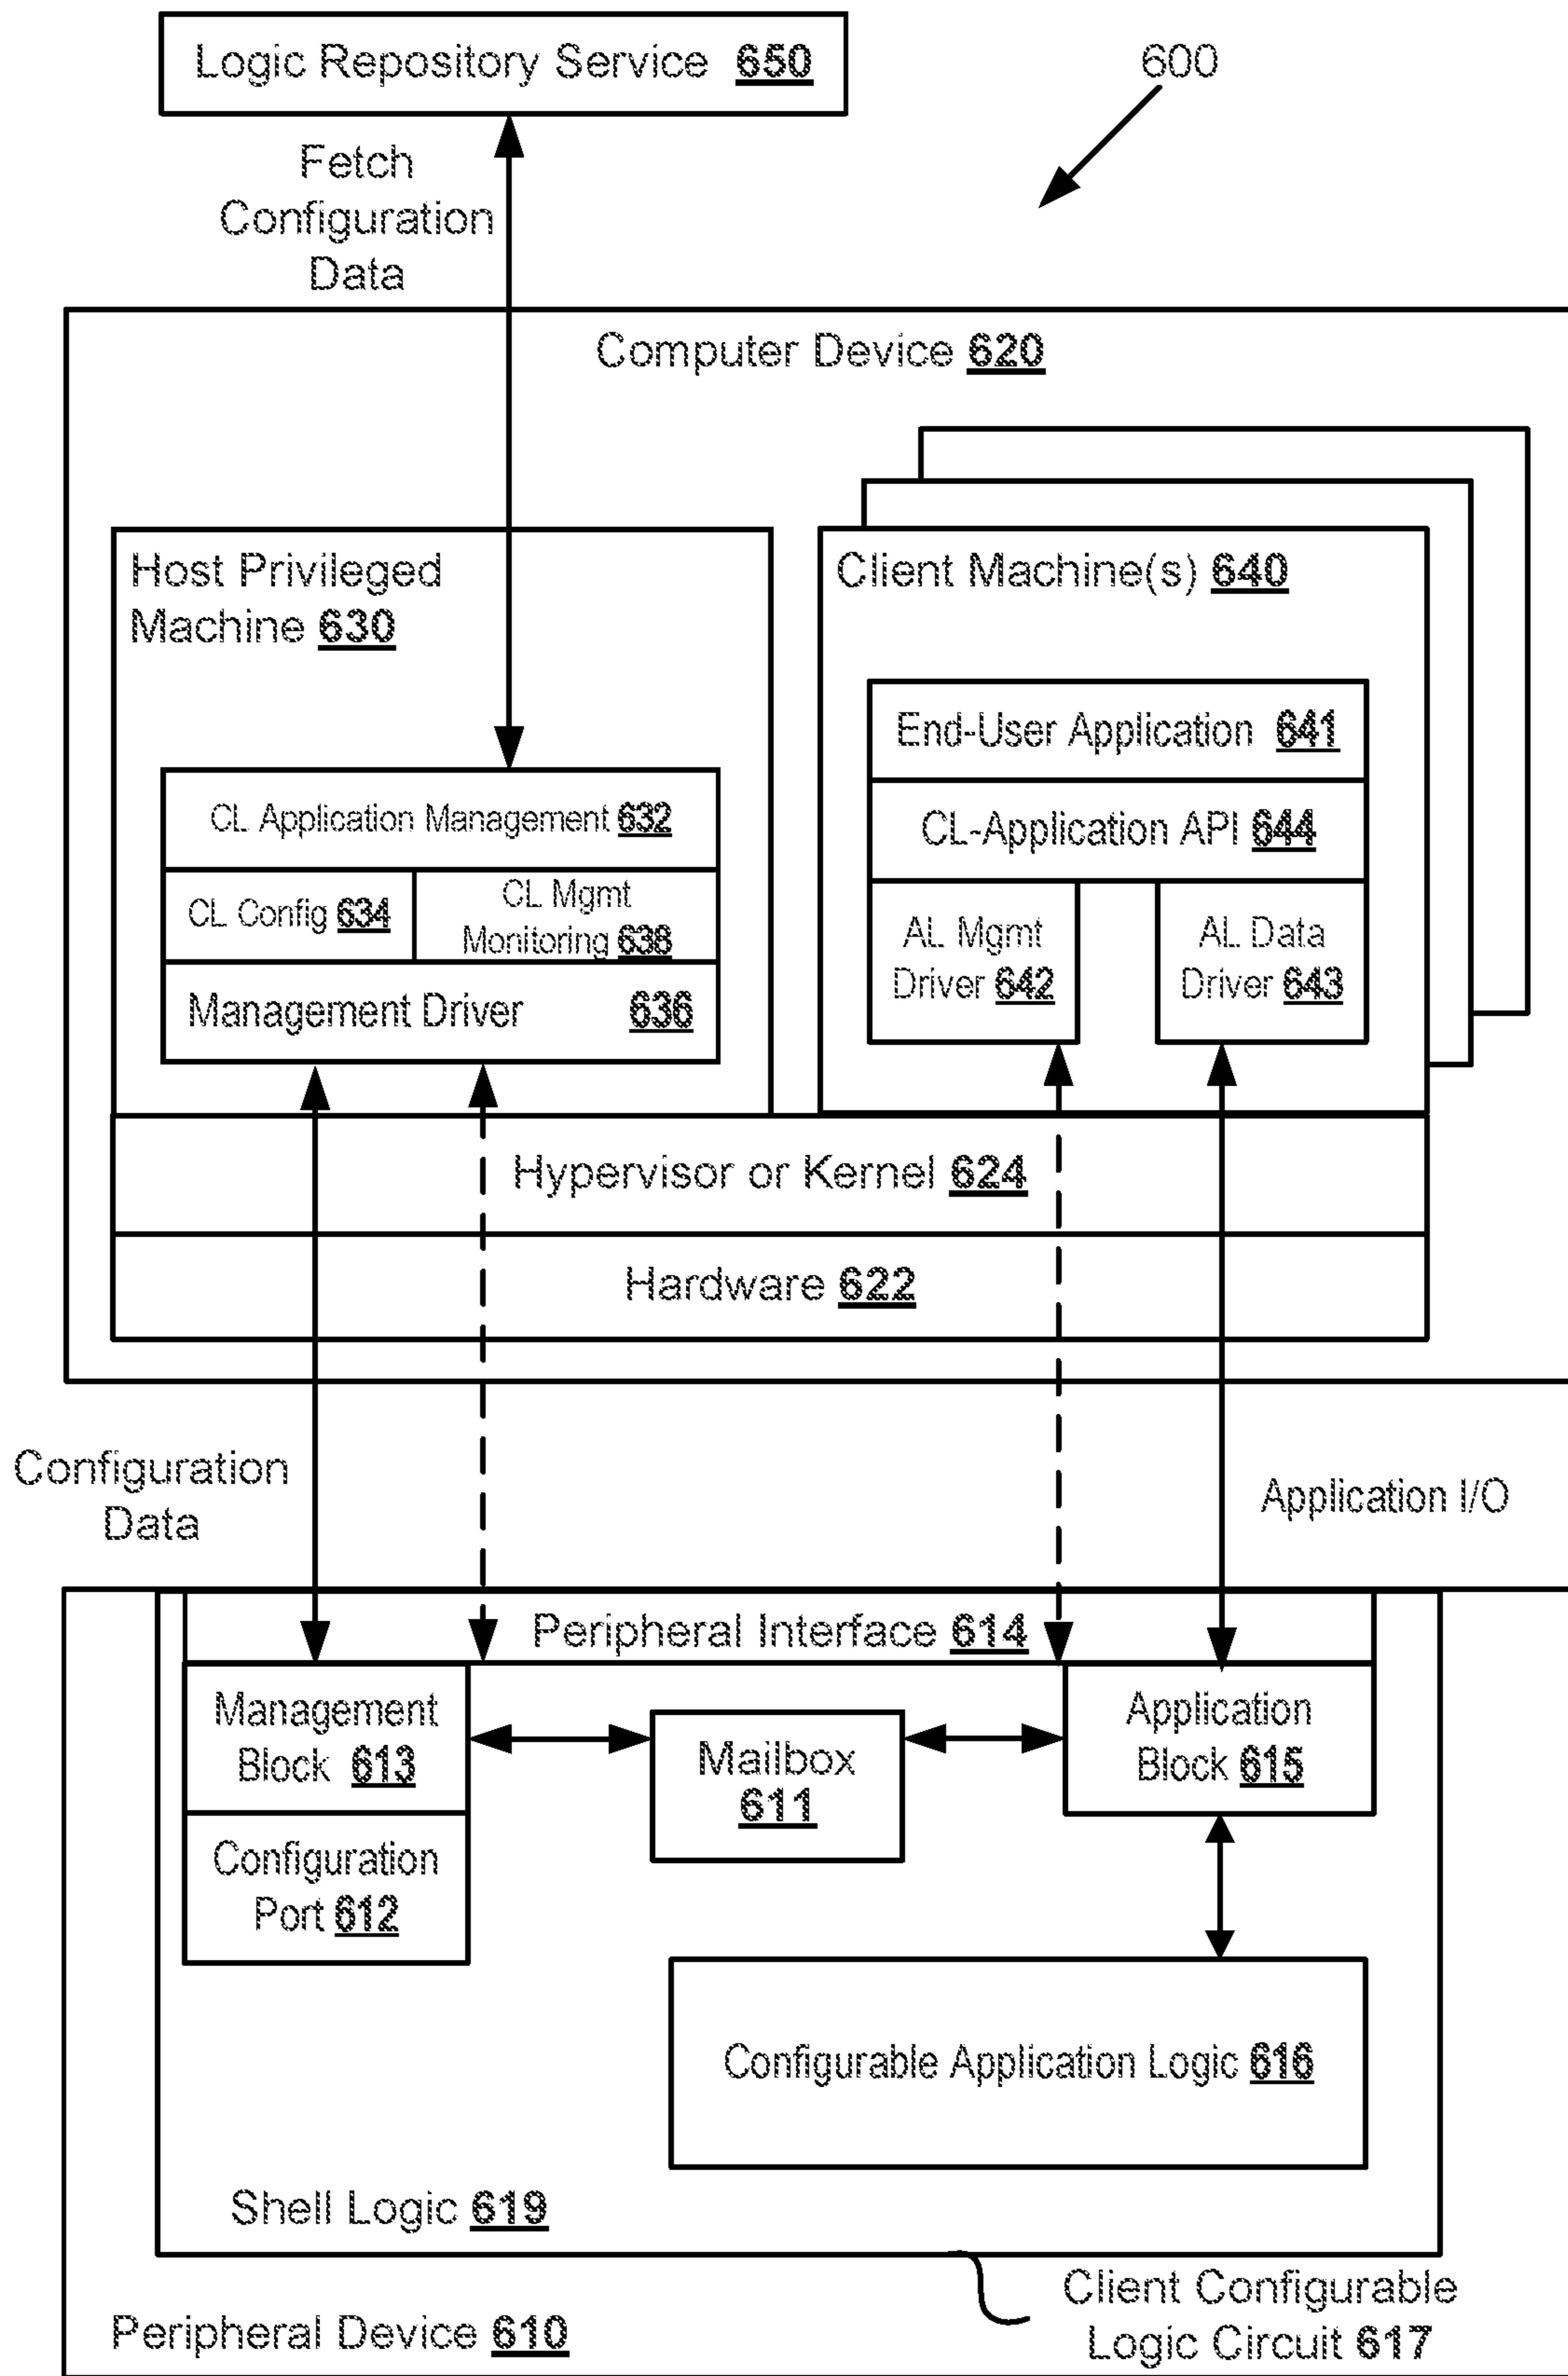 Logic Repository Service 650
600
Fetch
Configuration
Data
Computer Device 620
Host Privileged
Machine 630
Client Machine(s) 640
End-User Application 641
CL Application Management 632
CL-Application API 644
CL Config 634
CL Mgmt
Monitoring 638
AL Mgmt
Driver 642
AL Data
Driver 643
Management Driver 636
Hypervisor or Kernel 624
Hardware 622
Configuration
Data
Application I/O
Peripheral Interface 614
Management
Block 613
Mailbox
611
Application
Block 615
Configuration
Port 612
Configurable Application Logic 616
Shell Logic 619
Client Configurable
Logic Circuit 617
Peripheral Device 610